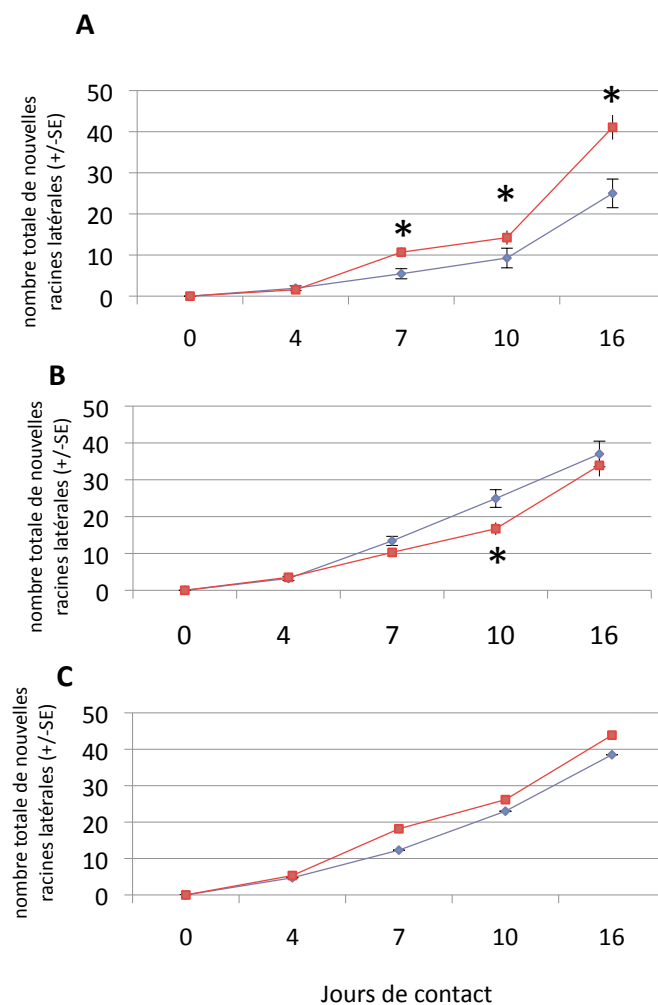 A
nombre totale de nouvelles
racines latérales (+/-SE)
50
40
30
20
10
0
*
*
*
0 4 7 10 16
B
nombre totale de nouvelles
racines latérales (+/-SE)
50
40
30
20
10
0
*
0 4 7 10 16
C
nombre totale de nouvelles
racines latérales (+/-SE)
50
40
30
20
10
0
0 4 7 10 16
Jours de contact